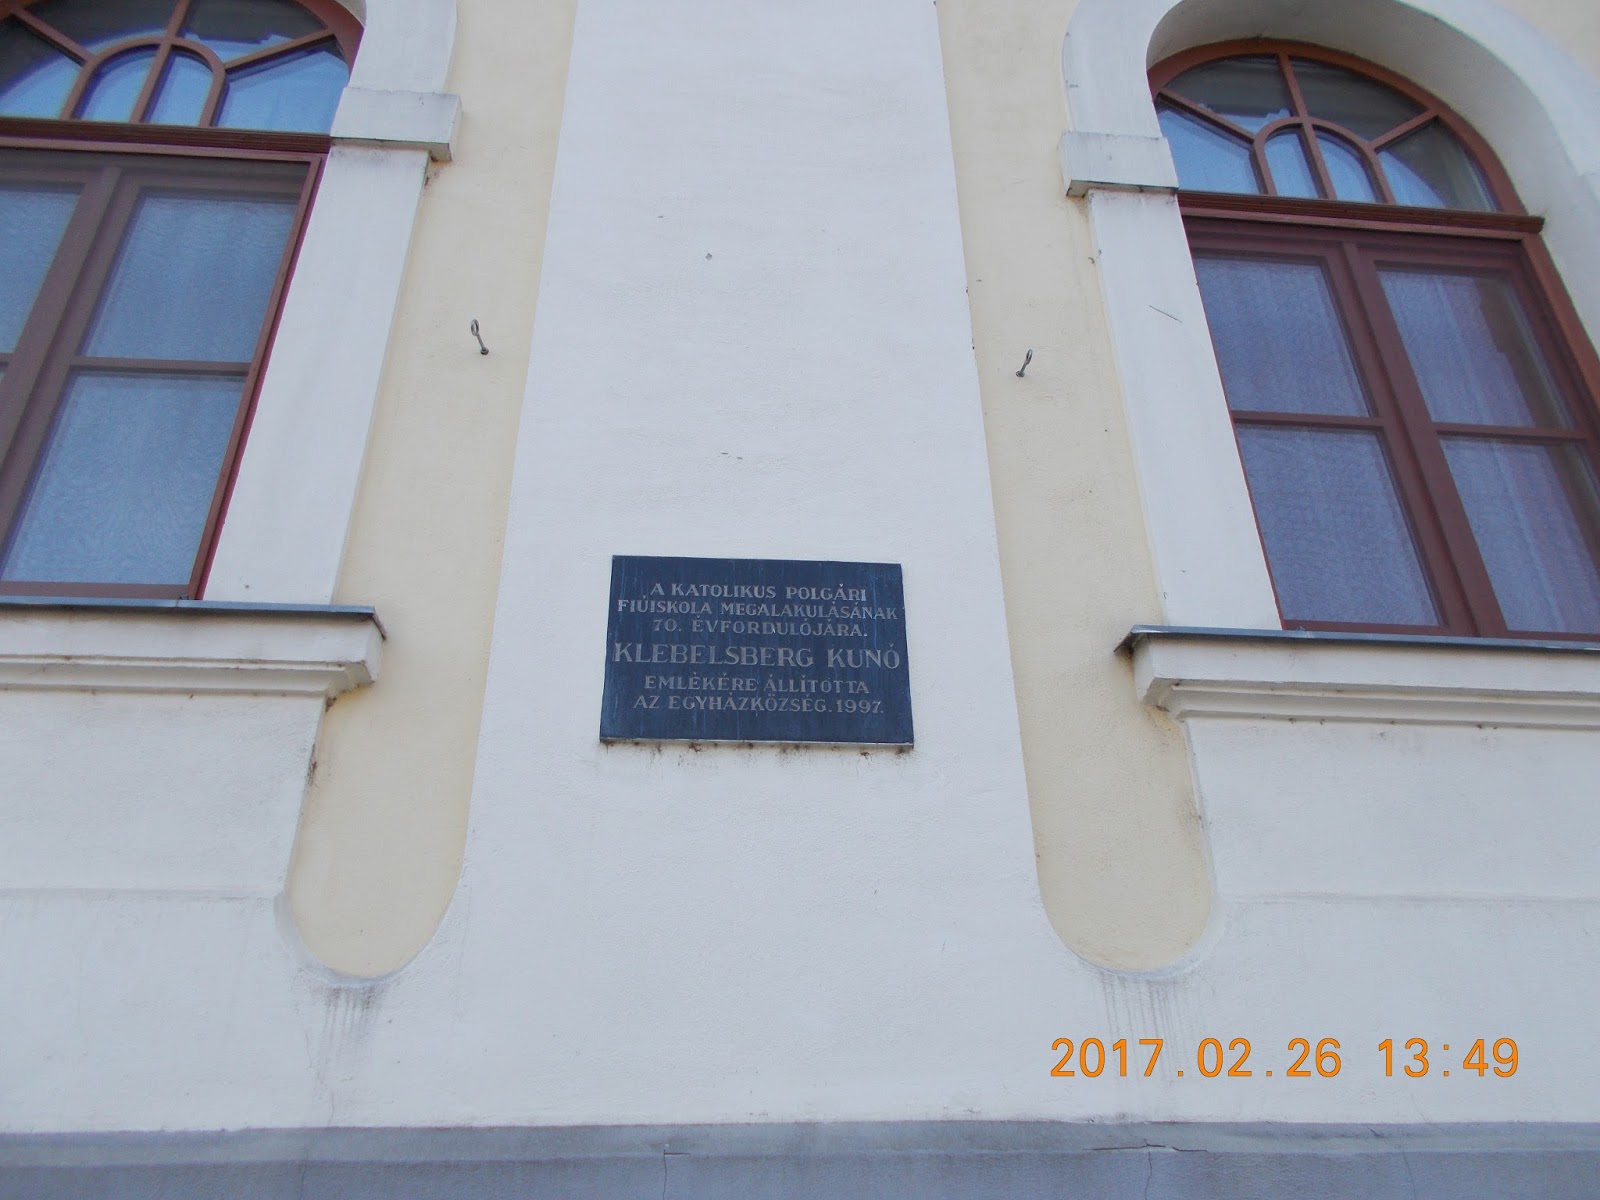 A KATOLIKUS POLGÁRI
FIÚISKOLA MEGALAKULÁSÁNAK
70. ÉVFORDULÓJÁRA.
KLEBELSBERG KUNÓ
EMLÉKÉRE ÁLLÍTOTTA
AZ EGYHÁZKÖZSÉG. 1997.
2017.02.26 13:49